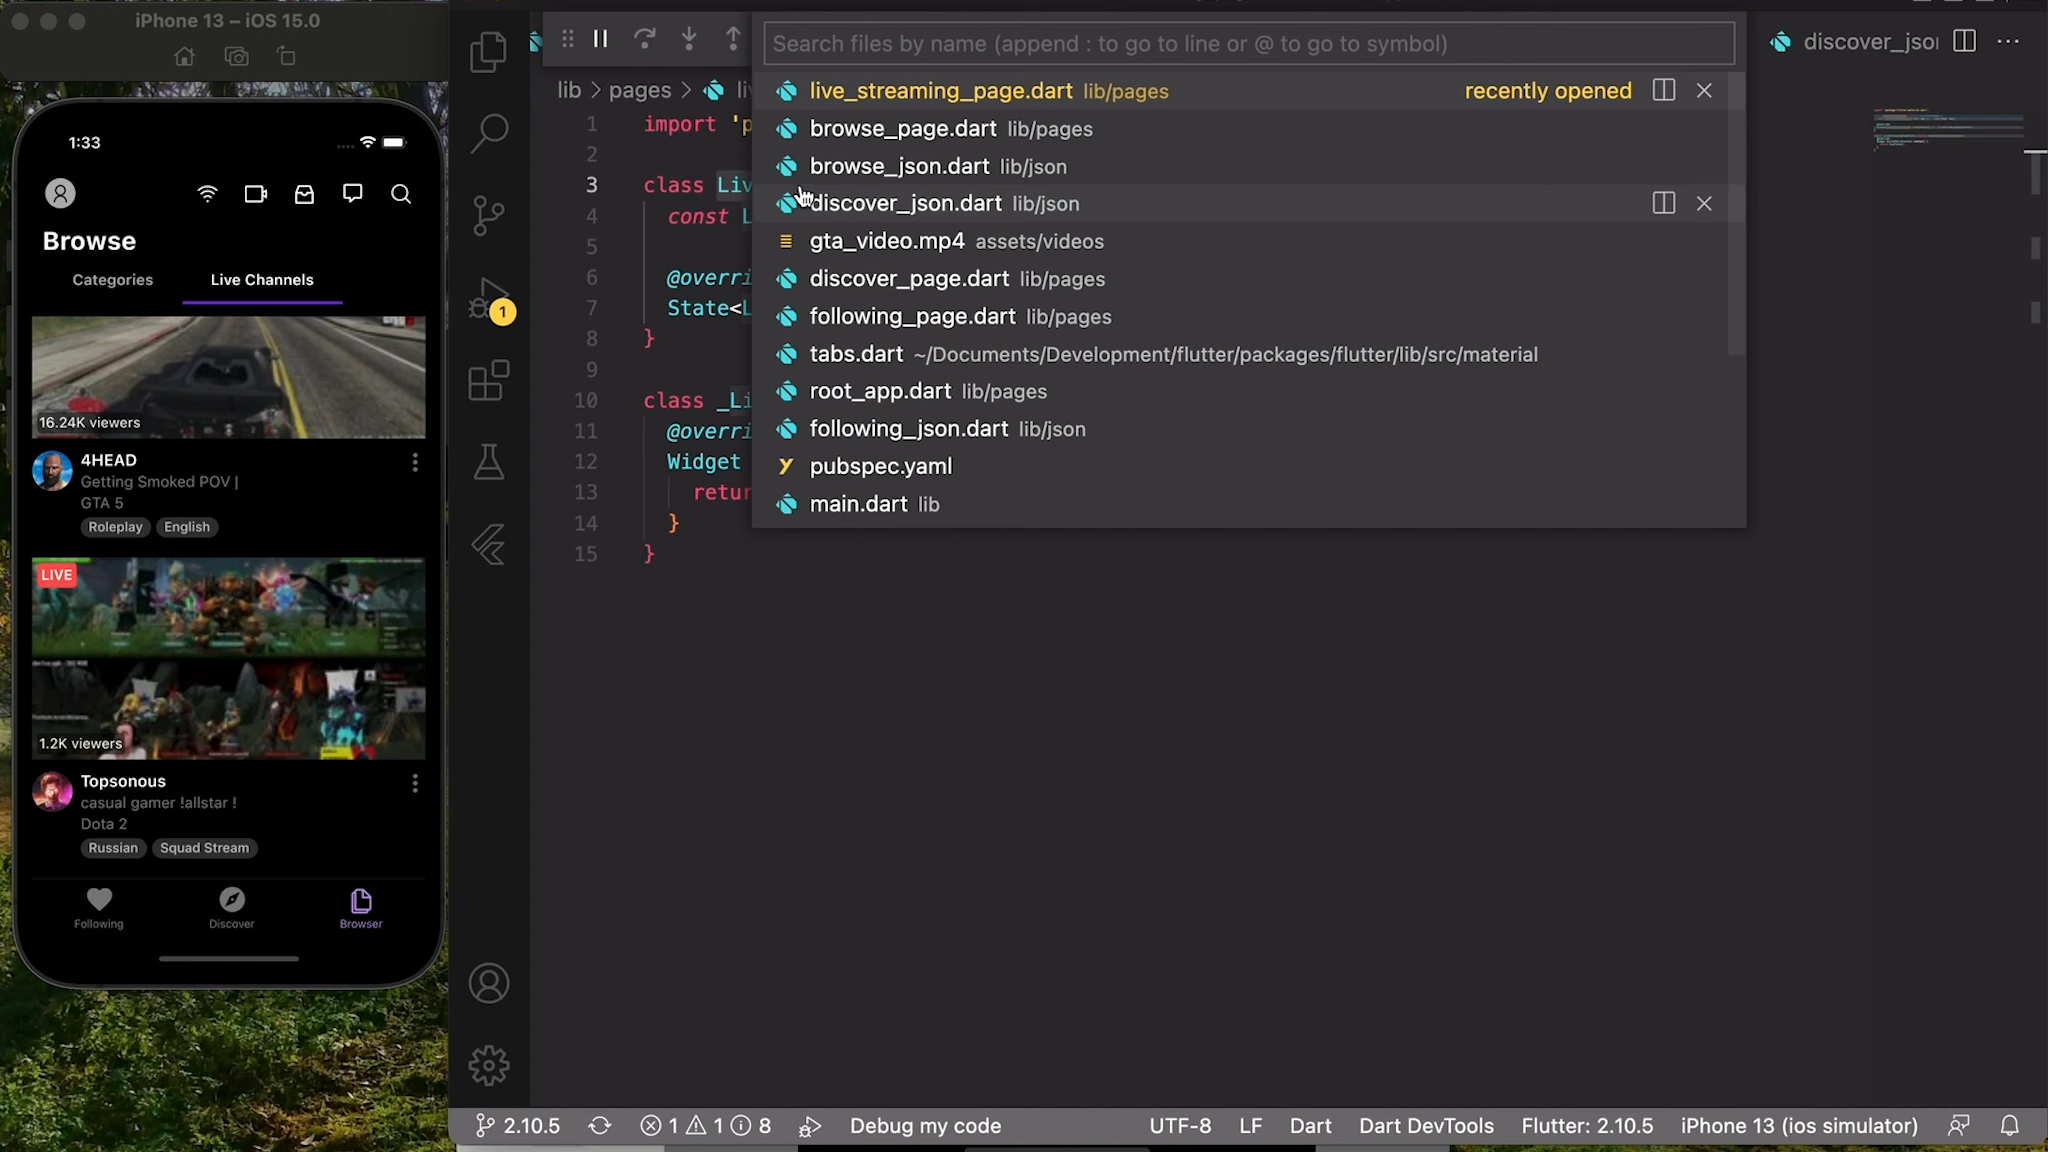 iPhone 13 – iOS 15.0
1:33
Browse
Categories
Live Channels
16.24K viewers
4HEAD
Getting Smoked POV |
GTA 5
Roleplay
English
LIVE
1.2K viewers
Topsonous
casual gamer !allstar !
Dota 2
Russian
Squad Stream
Following
Discover
Browser
1
Search files by name (append : to go to line or @ to go to symbol)
discover_jso
lib > pages >
live_streaming_page.dart lib/pages recently opened
browse_page.dart lib/pages
browse_json.dart lib/json
discover_json.dart lib/json
gta_video.mp4 assets/videos
discover_page.dart lib/pages
following_page.dart lib/pages
tabs.dart ~/Documents/Development/flutter/packages/flutter/lib/src/material
root_app.dart lib/pages
following_json.dart lib/json
pubspec.yaml
main.dart lib
1 import 'p
2
3 class Liv
4 const L
5
6 @overri
7 State<L
8 }
9
10 class _Li
11 @overri
12 Widget
13 retur
14 }
15 }
2.10.5
1 1 8
Debug my code
UTF-8
LF
Dart
Dart DevTools
Flutter: 2.10.5
iPhone 13 (ios simulator)